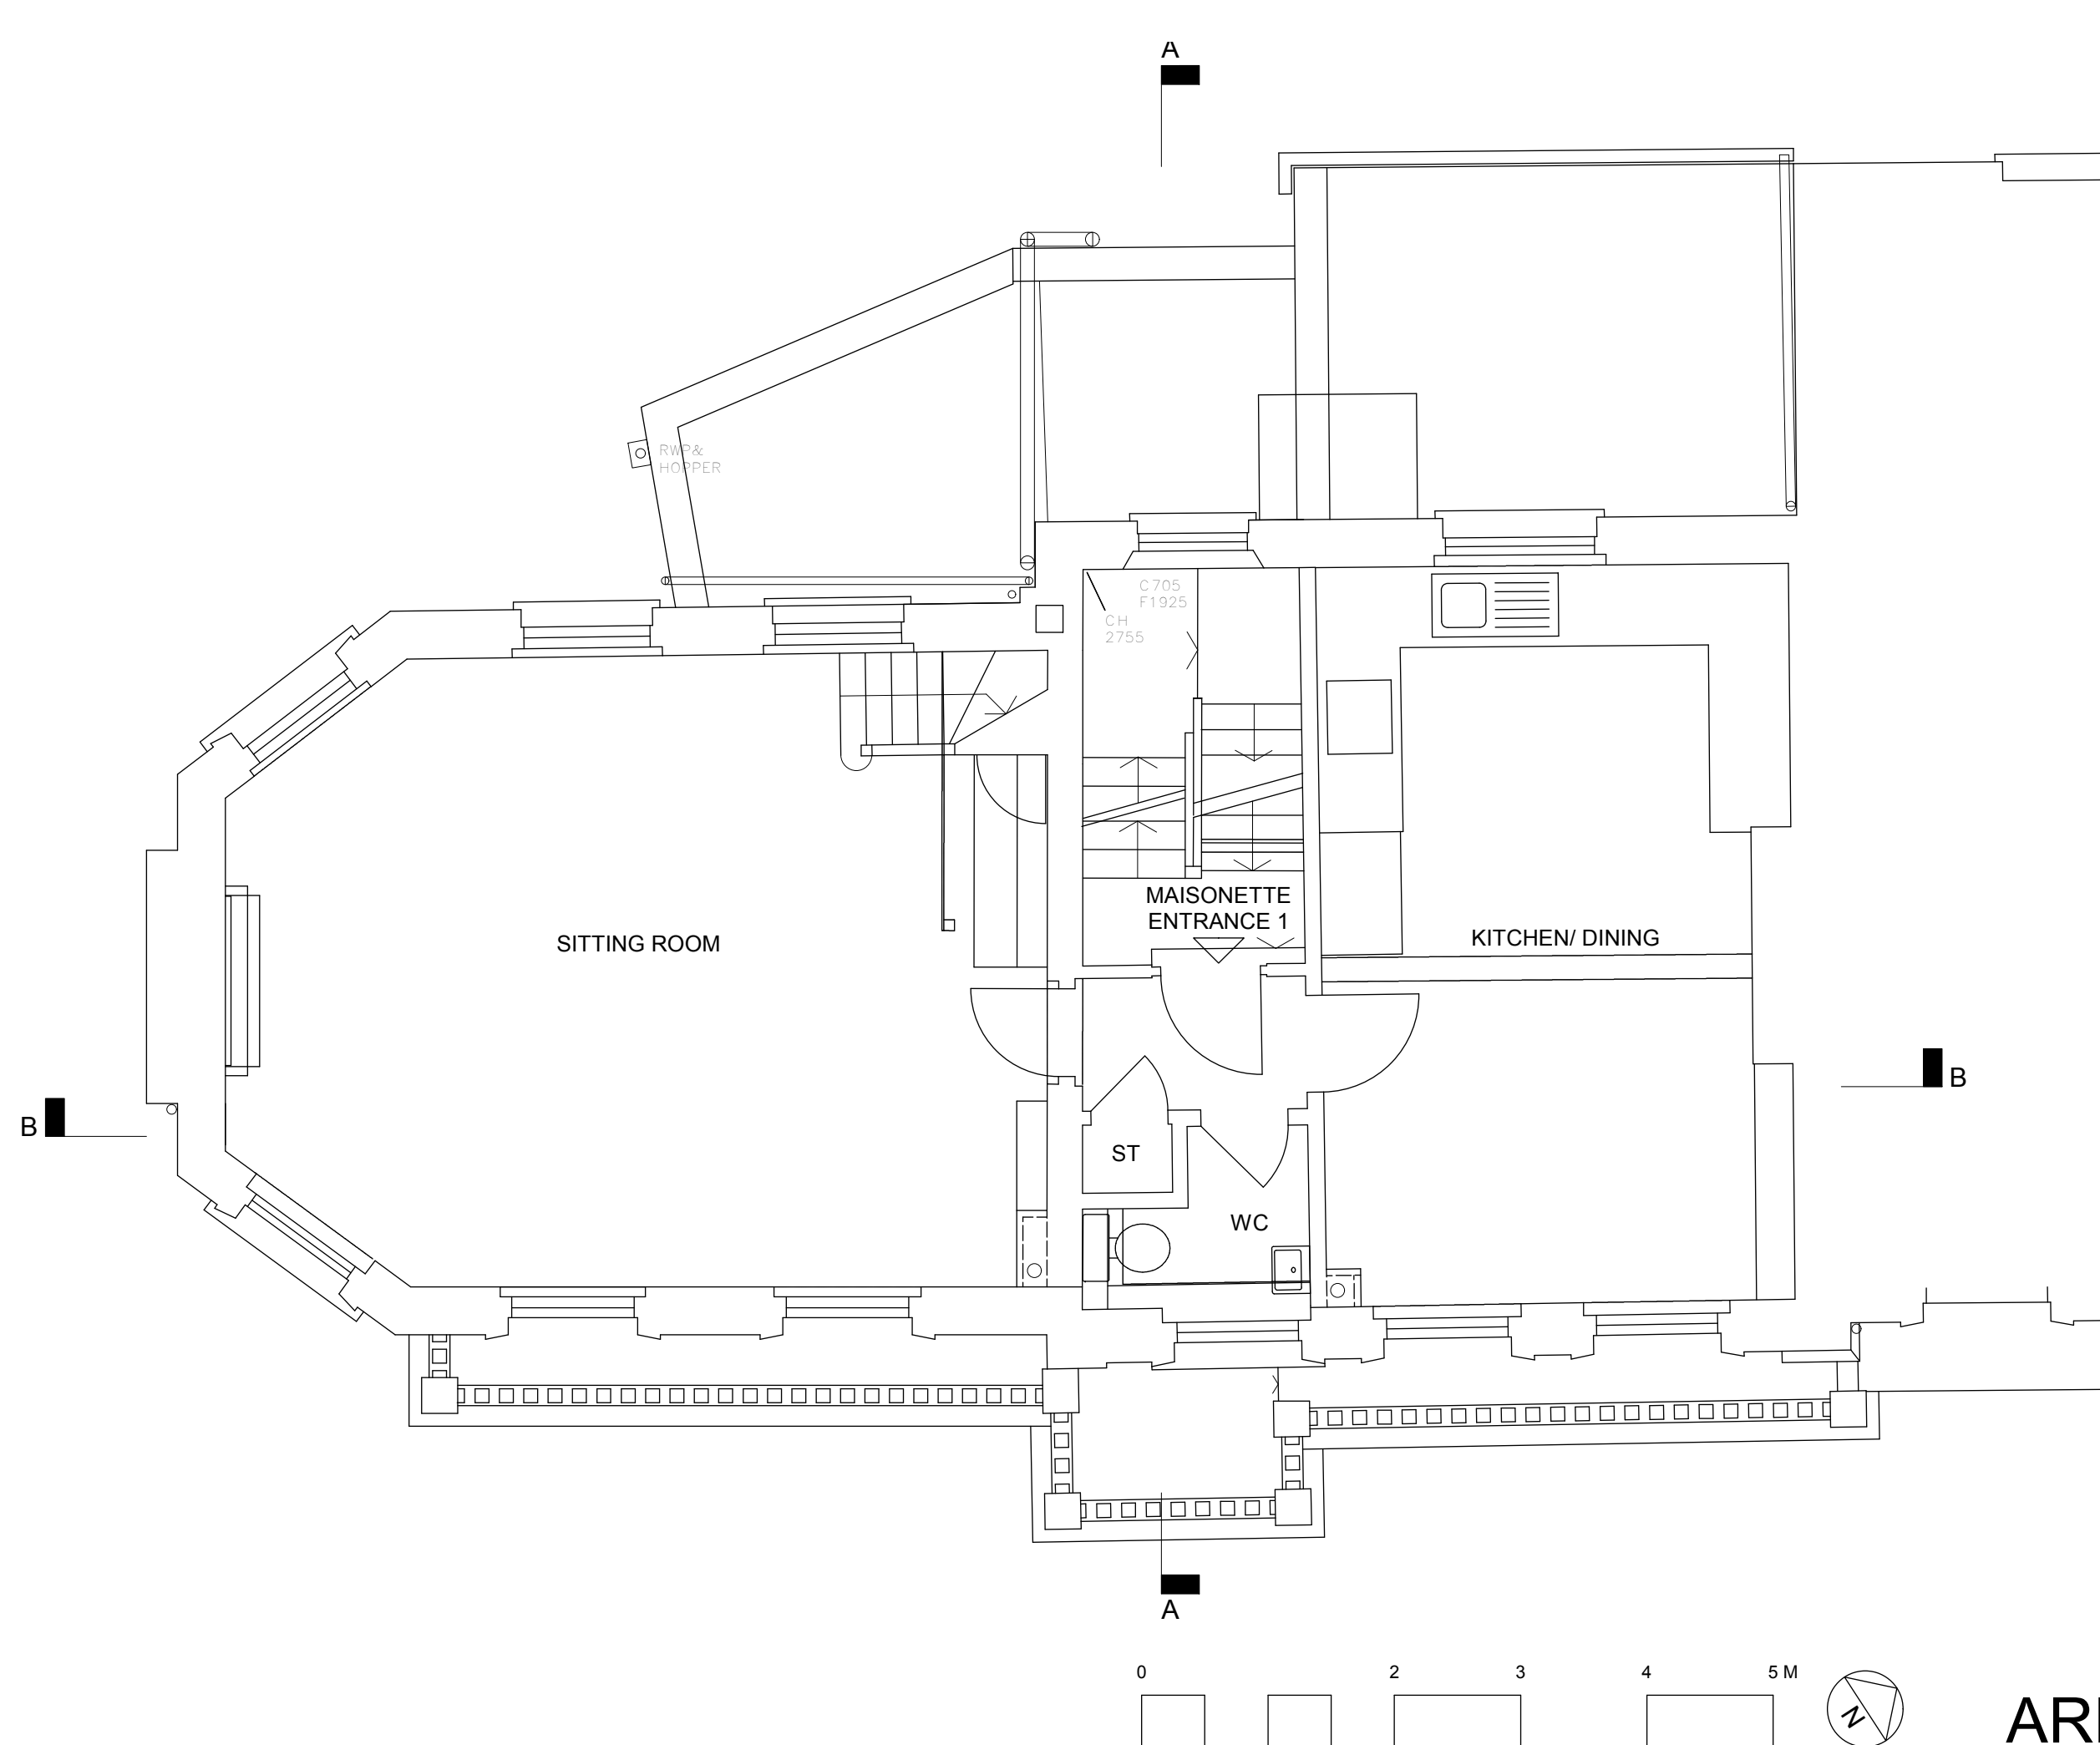 A
RWP&
HOPPER
C705
F1925
CH
2755
MAISONETTE
ENTRANCE 1
SITTING ROOM
KITCHEN/ DINING
B
B
ST
WC
A
0 2 3 4 5 M
N